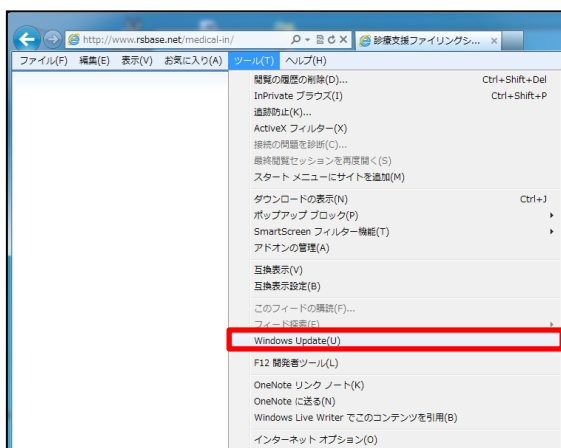 http://www.rsbase.net/medical-in/
診療支援ファイリングシ...
ファイル(F) 編集(E) 表示(V) お気に入り(A) ツール(T) ヘルプ(H)
閲覧の履歴の削除(D)... Ctrl+Shift+Del
InPrivate ブラウズ(I) Ctrl+Shift+P
追跡防止(K)...
ActiveX フィルター(X)
接続の問題を診断(C)...
最終閲覧セッションを再度開く(S)
スタート メニューにサイトを追加(M)
ダウンロードの表示(N) Ctrl+J
ポップアップ ブロック(P)
SmartScreen フィルター機能(T)
アドオンの管理(A)
互換表示(V)
互換表示設定(B)
このフィードの購読(F)...
フィード探索(E)
Windows Update(U)
F12 開発者ツール(L)
OneNote リンク ノート(K)
OneNote に送る(N)
Windows Live Writer でこのコンテンツを引用(B)
インターネット オプション(O)